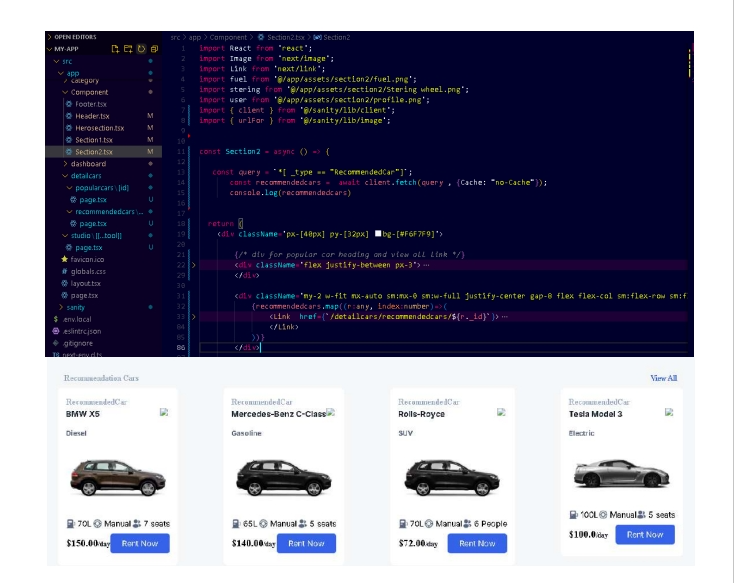 OPEN EDITORS
MY-APP
src
app
category
Component
Footer.tsx
Header.tsx M
Herosection.tsx M
Section1.tsx M
Section2.tsx M
dashboard
detailcars
popularcars \ [id]
page.tsx U
recommendedcars \...
page.tsx U
studio \ [[...tool]]
page.tsx U
favicon.ico
globals.css
layout.tsx
page.tsx
sanity
.env.local
.eslintrc.json
.gitignore
next-env.d.ts
src > app > Component > Section2.tsx > Section2
1 import React from 'react';
2 import Image from 'next/image';
3 import Link from 'next/link';
4 import fuel from '@/app/assets/section2/fuel.png';
5 import stering from '@/app/assets/section2/Stering wheel.png';
6 import user from '@/app/assets/section2/profile.png';
7 import { client } from '@/sanity/lib/client';
8 import { urlFor } from '@/sanity/lib/image';
9
10
11 const Section2 = async () => {
12
13 const query = `*[ _type == "RecommendedCar"]`;
14 const recommendedcars = await client.fetch(query , {Cache: "no-Cache"});
15 console.log(recommendedcars)
16
17
18 return (
19 <div className="px-[40px] py-[32px] bg-[#F6F7F9]">
20
21 {/* div for popular car heading and view all link */}
22 <div className="flex justify-between px-3"> ...
29 </div>
30
31 <div className="my-2 w-fit mx-auto sm:mx-0 sm:w-full justify-center gap-8 flex flex-col sm:flex-row sm:f
32 {recommendedcars.map((r:any, index:number)=>(
33 <Link href={`/detailcars/recommendedcars/${r._id}`}> ...
84 </Link>
85 ))}
86 </div>
Recommendation Cars
View All
RecommendedCar
BMW X5
Diesel
70L Manual 7 seats
$150.00/day Rent Now
RecommendedCar
Mercedes-Benz C-Class
Gasoline
65L Manual 5 seats
$140.00/day Rent Now
RecommendedCar
Rolls-Royce
SUV
70L Manual 6 People
$72.00/day Rent Now
RecommendedCar
Tesla Model 3
Electric
100L Manual 5 seats
$100.0/day Rent Now